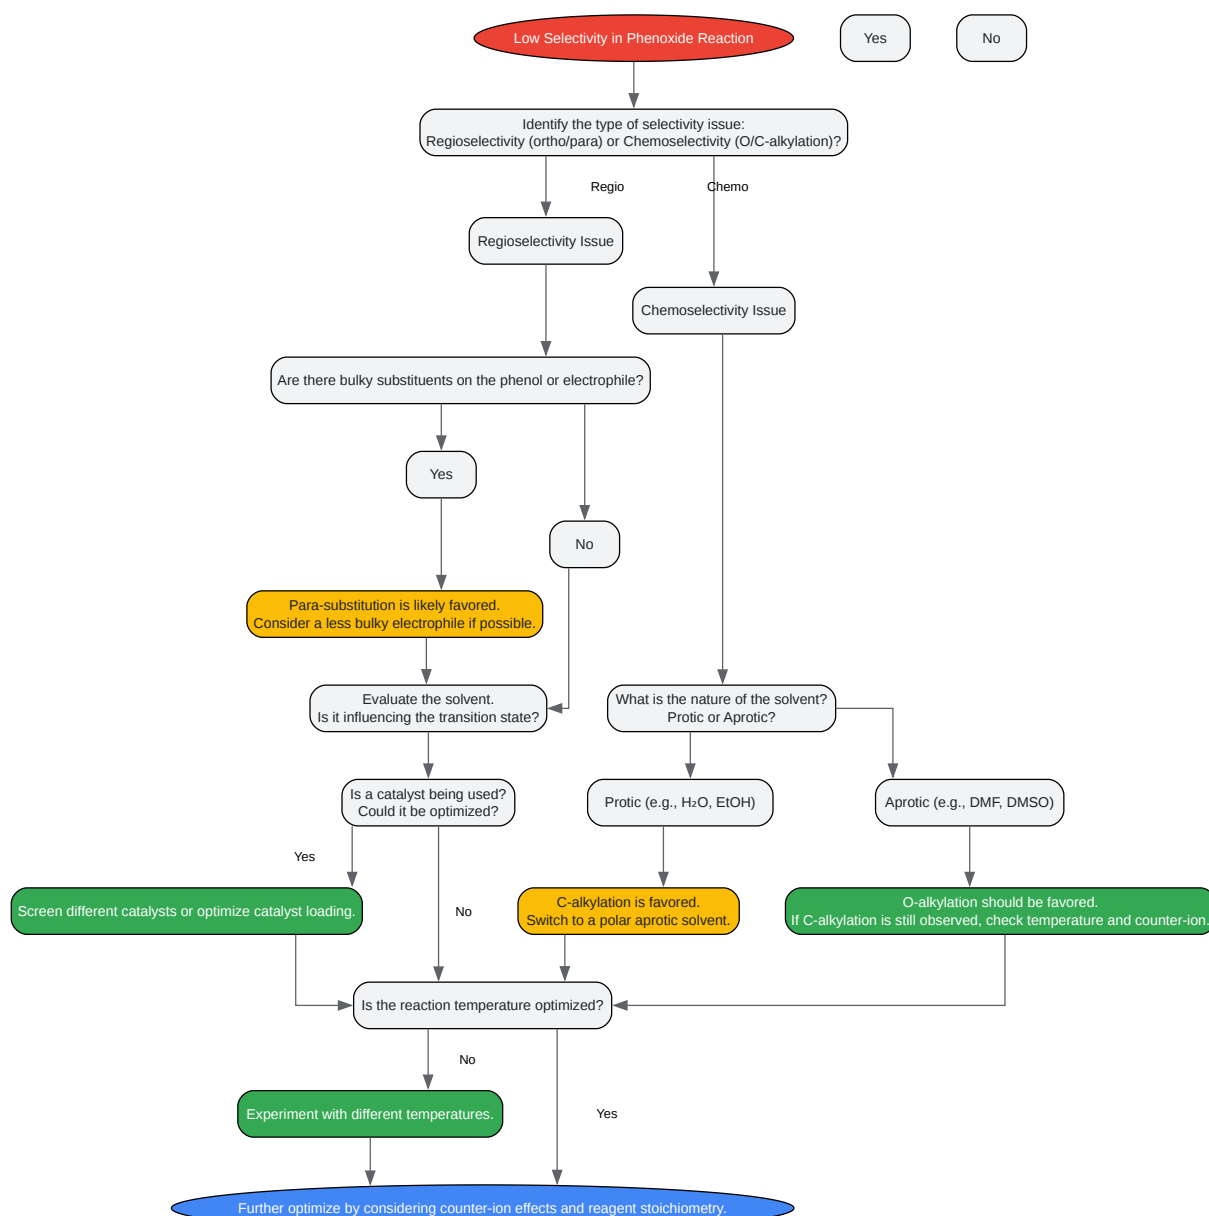 Low Selectivity in Phenoxide Reaction
Yes
No
Identify the type of selectivity issue:
Regioselectivity (ortho/para) or Chemoselectivity (O/C-alkylation)?
Regio
Chemo
Regioselectivity Issue
Chemoselectivity Issue
Are there bulky substituents on the phenol or electrophile?
Yes
No
Para-substitution is likely favored.
Consider a less bulky electrophile if possible.
Evaluate the solvent.
Is it influencing the transition state?
What is the nature of the solvent?
Protic or Aprotic?
Is a catalyst being used?
Could it be optimized?
Protic (e.g., H₂O, EtOH)
Aprotic (e.g., DMF, DMSO)
Yes
No
Screen different catalysts or optimize catalyst loading.
C-alkylation is favored.
Switch to a polar aprotic solvent.
O-alkylation should be favored.
If C-alkylation is still observed, check temperature and counter-ion.
Is the reaction temperature optimized?
No
Yes
Experiment with different temperatures.
Further optimize by considering counter-ion effects and reagent stoichiometry.